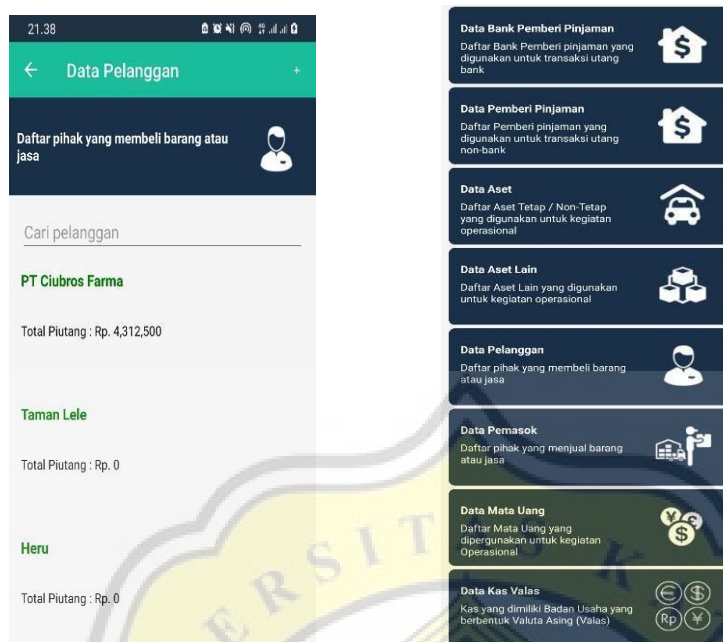 21.38
Data Pelanggan
Daftar pihak yang membeli barang atau
jasa
Cari pelanggan
PT Ciubros Farma
Total Piutang : Rp. 4,312,500
Taman Lele
Total Piutang : Rp. 0
Heru
Total Piutang : Rp. 0
Data Bank Pemberi Pinjaman
Daftar Bank Pemberi pinjaman yang
digunakan untuk transaksi utang
bank
Data Pemberi Pinjaman
Daftar Pemberi pinjaman yang
digunakan untuk transaksi utang
non-bank
Data Aset
Daftar Aset Tetap / Non-Tetap
yang digunakan untuk kegiatan
operasional
Data Aset Lain
Daftar Aset Lain yang digunakan
untuk kegiatan operasional
Data Pelanggan
Daftar pihak yang membeli barang
atau jasa
Data Pemasok
Daftar pihak yang menjual barang
atau jasa
Data Mata Uang
Daftar Mata Uang yang
dipergunakan untuk kegiatan
Operasional
Data Kas Valas
Kas yang dimiliki Badan Usaha yang
berbentuk Valuta Asing (Valas)
Rp
ERSITAS K